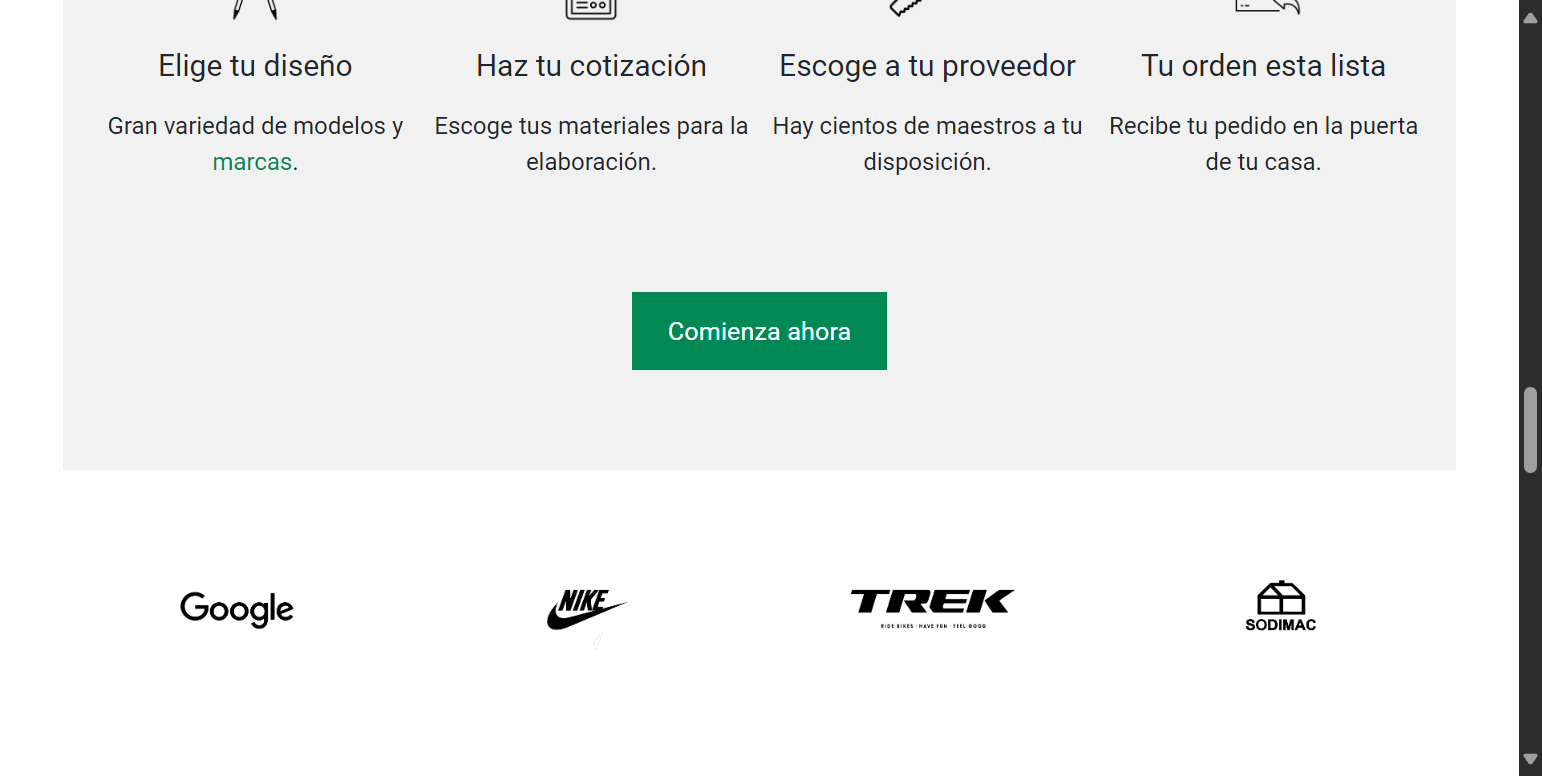 Elige tu diseño
Gran variedad de modelos y
marcas.
Haz tu cotización
Escoge tus materiales para la
elaboración.
Escoge a tu proveedor
Hay cientos de maestros a tu
disposición.
Tu orden esta lista
Recibe tu pedido en la puerta
de tu casa.
Comienza ahora
Google
NIKE
TREK
RIDE BIKES · HAVE FUN · FEEL GOOD
SODIMAC